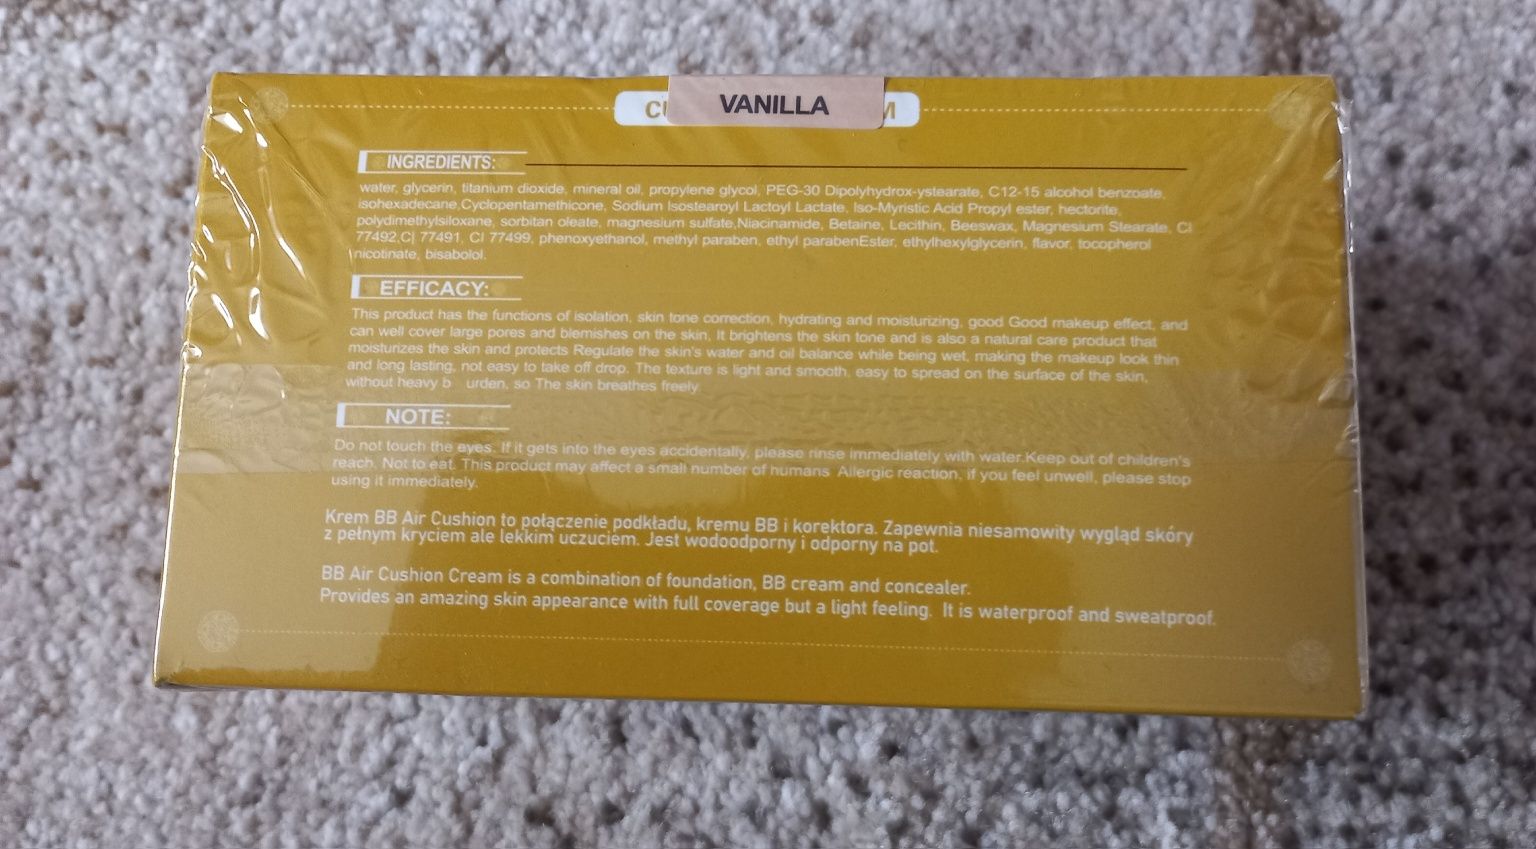 VANILLA
INGREDIENTS:
water, glycerin, titanium dioxide, mineral oil, propylene glycol, PEG-30 Dipolyhydrox-ystearate, C12-15 alcohol benzoate,
isohexadecane,Cyclopentamethicone, Sodium Isostearoyl Lactoyl Lactate, Iso-Myristic Acid Propyl ester, hectorite,
polydimethylsiloxane, sorbitan oleate, magnesium sulfate,Niacinamide, Betaine, Lecithin, Beeswax, Magnesium Stearate, CI
77492,C| 77491, CI 77499, phenoxyethanol, methyl paraben, ethyl parabenEster, ethylhexylglycerin, flavor, tocopherol
nicotinate, bisabolol.
EFFICACY:
This product has the functions of isolation, skin tone correction, hydrating and moisturizing, good Good makeup effect, and
can well cover large pores and blemishes on the skin, It brightens the skin tone and is also a natural care product that
moisturizes the skin and protects Regulate the skin's water and oil balance while being wet, making the makeup look thin
and long lasting, not easy to take off drop. The texture is light and smooth, easy to spread on the surface of the skin,
without heavy b urden, so The skin breathes freely
NOTE:
Do not touch the eyes. If it gets into the eyes accidentally, please rinse immediately with water.Keep out of children's
reach. Not to eat. This product may affect a small number of humans Allergic reaction, if you feel unwell, please stop
using it immediately.
Krem BB Air Cushion to połączenie podkładu, kremu BB i korektora. Zapewnia niesamowity wygląd skóry
z pełnym kryciem ale lekkim uczuciem. Jest wodoodporny i odporny na pot.
BB Air Cushion Cream is a combination of foundation, BB cream and concealer.
Provides an amazing skin appearance with full coverage but a light feeling. It is waterproof and sweatproof.